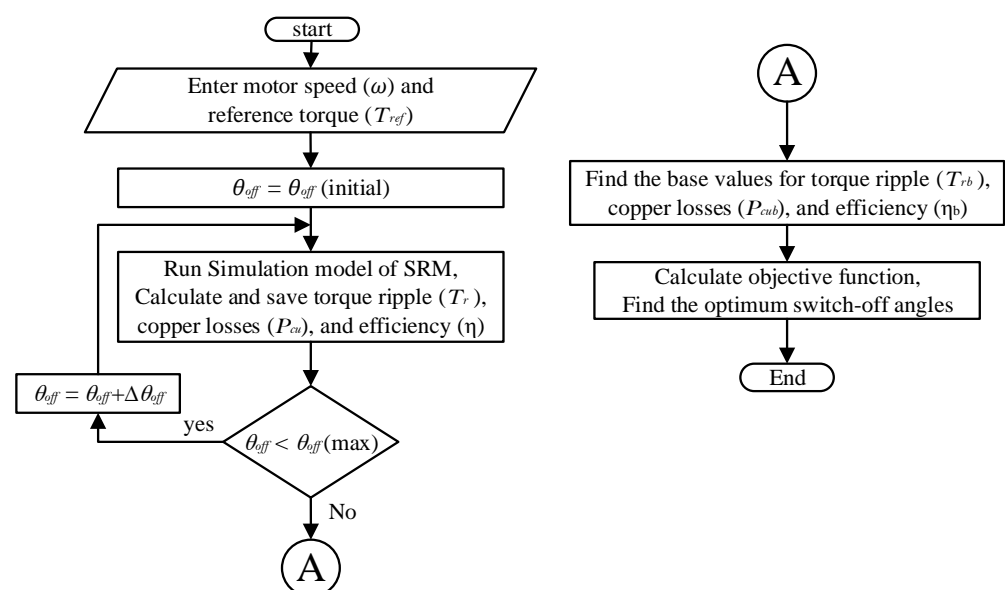 start
Enter motor speed (ω) and
reference torque (Tref)
θoff = θoff (initial)
Run Simulation model of SRM,
Calculate and save torque ripple (Tr),
copper losses (Pcu), and efficiency (η)
θoff = θoff+Δθoff
yes
θoff < θoff(max)
No
A
A
Find the base values for torque ripple (Trb),
copper losses (Pcub), and efficiency (ηb)
Calculate objective function,
Find the optimum switch-off angles
End